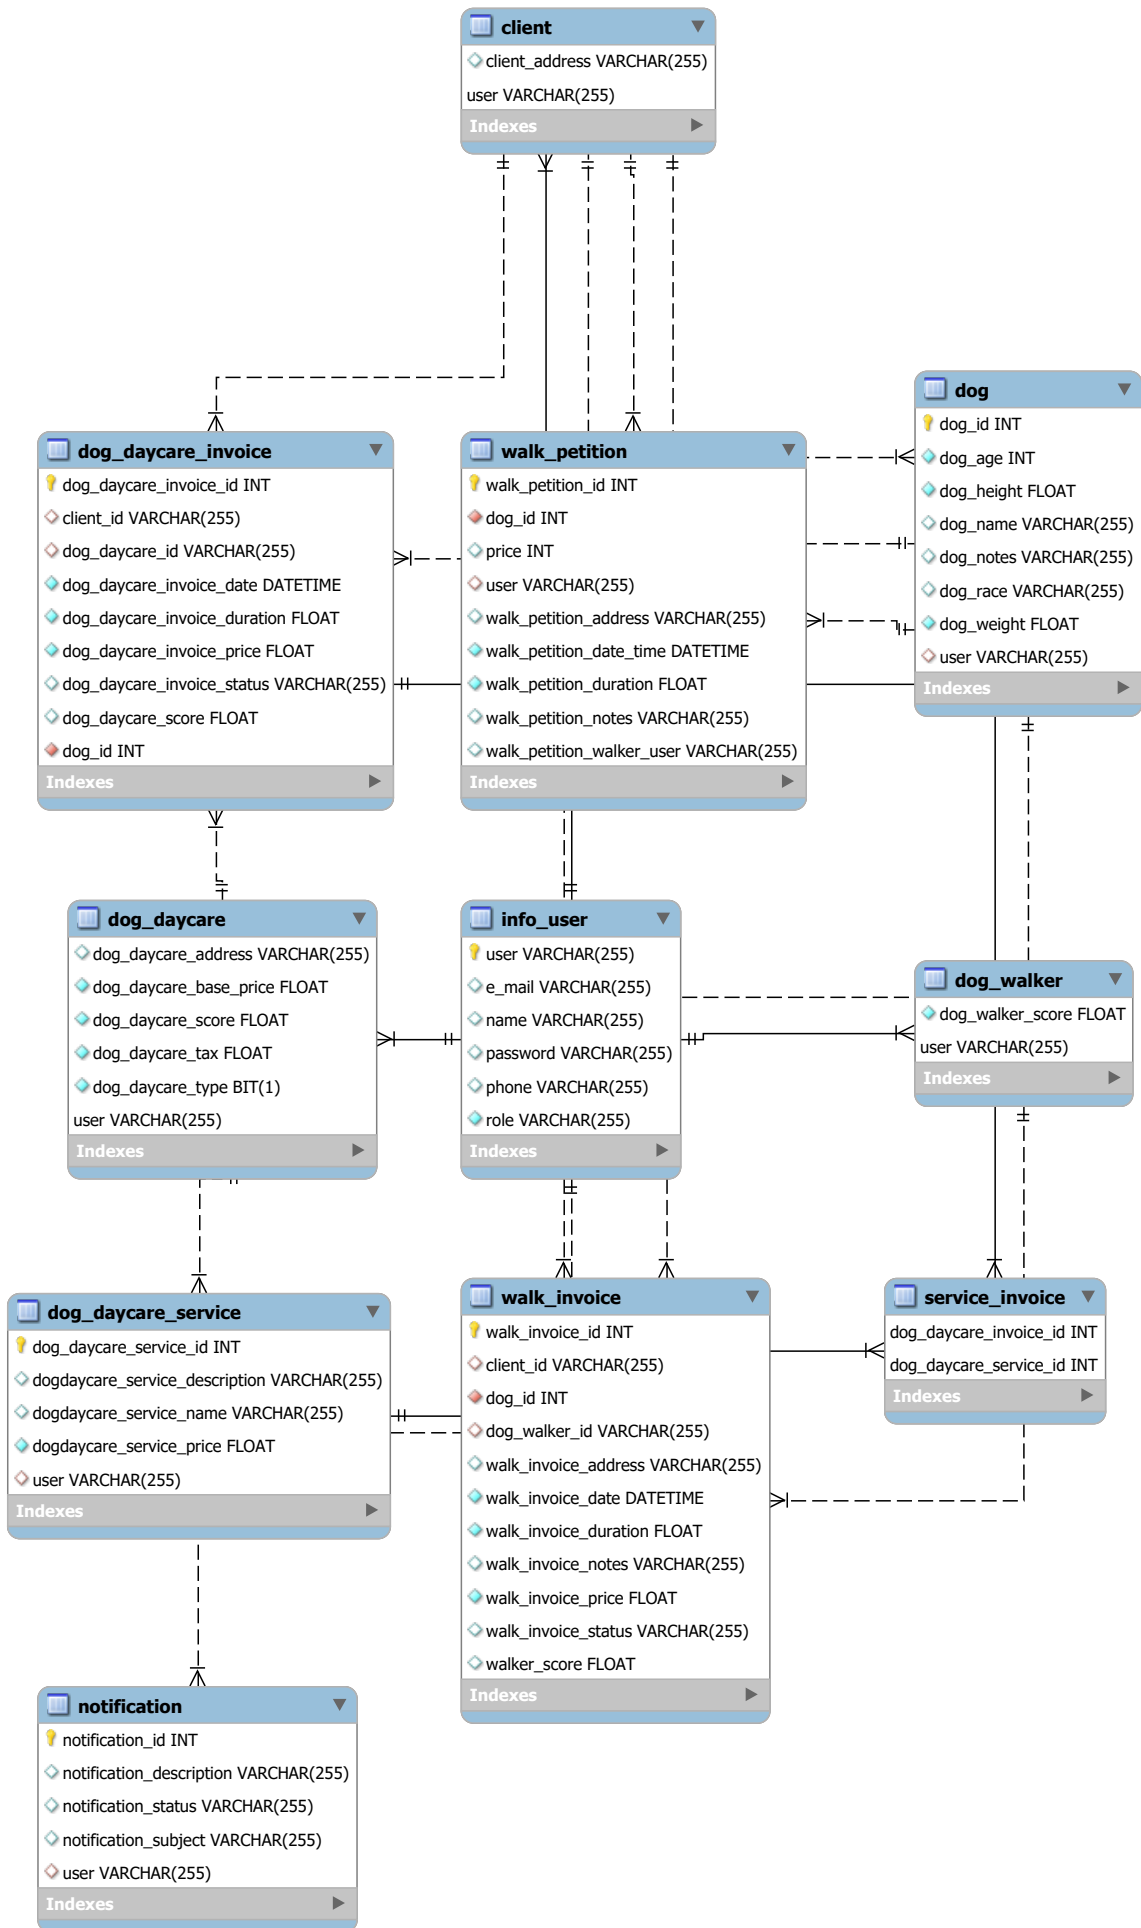 client
client_address VARCHAR(255)
user VARCHAR(255)
Indexes
dog
dog_id INT
dog_age INT
dog_height FLOAT
dog_name VARCHAR(255)
dog_notes VARCHAR(255)
dog_race VARCHAR(255)
dog_weight FLOAT
user VARCHAR(255)
Indexes
dog_daycare_invoice
dog_daycare_invoice_id INT
client_id VARCHAR(255)
dog_daycare_id VARCHAR(255)
dog_daycare_invoice_date DATETIME
dog_daycare_invoice_duration FLOAT
dog_daycare_invoice_price FLOAT
dog_daycare_invoice_status VARCHAR(255)
dog_daycare_score FLOAT
dog_id INT
Indexes
walk_petition
walk_petition_id INT
dog_id INT
price INT
user VARCHAR(255)
walk_petition_address VARCHAR(255)
walk_petition_date_time DATETIME
walk_petition_duration FLOAT
walk_petition_notes VARCHAR(255)
walk_petition_walker_user VARCHAR(255)
Indexes
dog_daycare
dog_daycare_address VARCHAR(255)
dog_daycare_base_price FLOAT
dog_daycare_score FLOAT
dog_daycare_tax FLOAT
dog_daycare_type BIT(1)
user VARCHAR(255)
Indexes
info_user
user VARCHAR(255)
e_mail VARCHAR(255)
name VARCHAR(255)
password VARCHAR(255)
phone VARCHAR(255)
role VARCHAR(255)
Indexes
dog_walker
dog_walker_score FLOAT
user VARCHAR(255)
Indexes
dog_daycare_service
dog_daycare_service_id INT
dogdaycare_service_description VARCHAR(255)
dogdaycare_service_name VARCHAR(255)
dogdaycare_service_price FLOAT
user VARCHAR(255)
Indexes
walk_invoice
walk_invoice_id INT
client_id VARCHAR(255)
dog_id INT
dog_walker_id VARCHAR(255)
walk_invoice_address VARCHAR(255)
walk_invoice_date DATETIME
walk_invoice_duration FLOAT
walk_invoice_notes VARCHAR(255)
walk_invoice_price FLOAT
walk_invoice_status VARCHAR(255)
walker_score FLOAT
Indexes
service_invoice
dog_daycare_invoice_id INT
dog_daycare_service_id INT
Indexes
notification
notification_id INT
notification_description VARCHAR(255)
notification_status VARCHAR(255)
notification_subject VARCHAR(255)
user VARCHAR(255)
Indexes